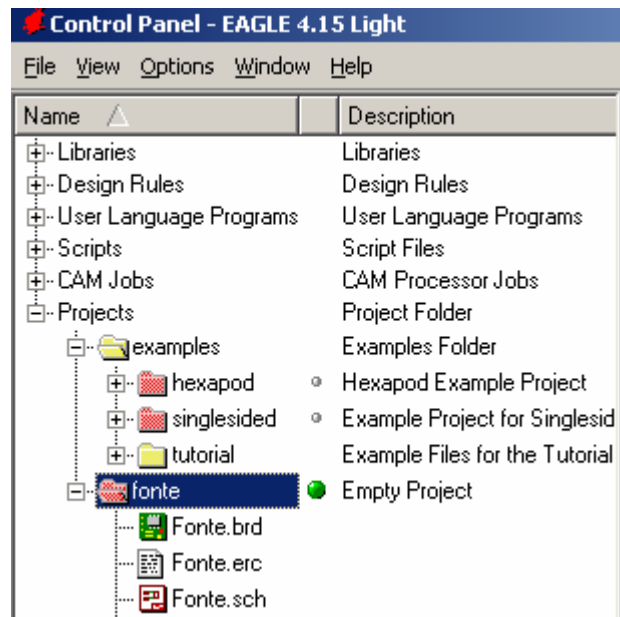 Control Panel - EAGLE 4.15 Light
File View Options Window Help
Name Description
Libraries Libraries
Design Rules Design Rules
User Language Programs User Language Programs
Scripts Script Files
CAM Jobs CAM Processor Jobs
Projects Project Folder
examples Examples Folder
hexapod Hexapod Example Project
singlesided Example Project for Singlesid
tutorial Example Files for the Tutorial
fonte Empty Project
Fonte.brd
Fonte.erc
Fonte.sch